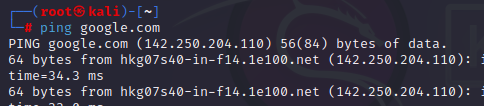 ┌──(root㉿kali)-[~]
└─# ping google.com
PING google.com (142.250.204.110) 56(84) bytes of data.
64 bytes from hkg07s40-in-f14.1e100.net (142.250.204.110): i
time=34.3 ms
64 bytes from hkg07s40-in-f14.1e100.net (142.250.204.110): i